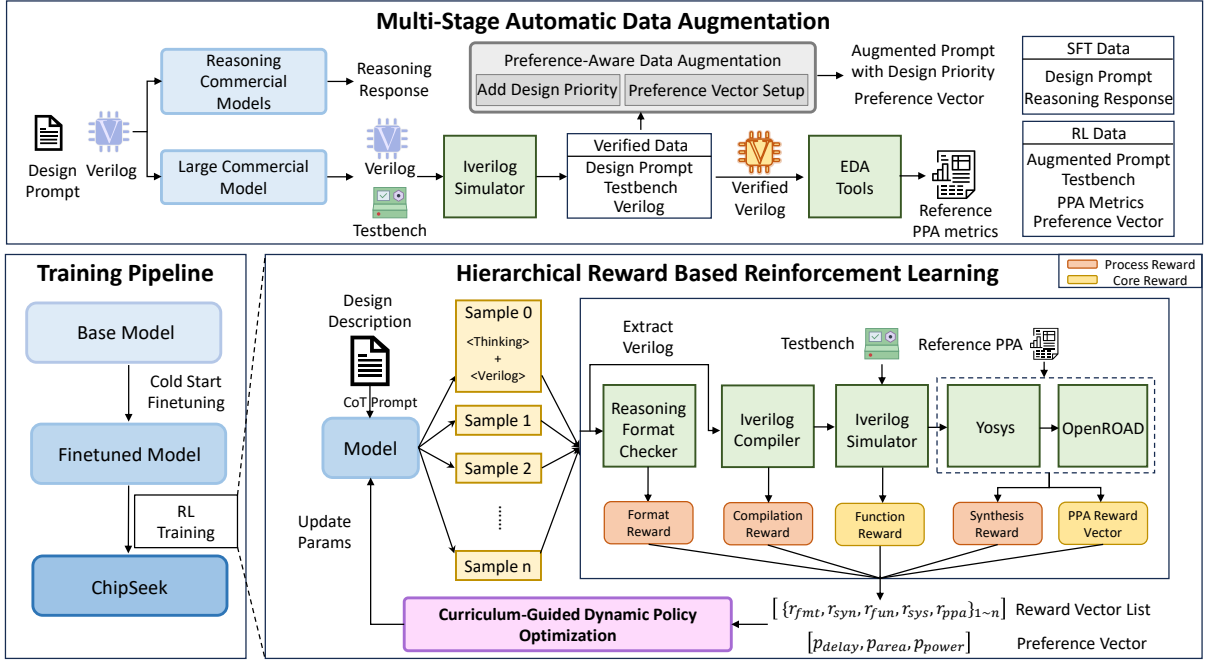 Multi-Stage Automatic Data Augmentation
Design
Prompt
V
Verilog
Reasoning
Commercial
Models
Reasoning
Response
Large Commercial
Model
V
Verilog
Testbench
Iverilog
Simulator
Preference-Aware Data Augmentation
Add Design Priority
Preference Vector Setup
Augmented Prompt
with Design Priority
Preference Vector
Verified Data
Design Prompt
Testbench
Verilog
V
Verified
Verilog
EDA
Tools
Reference
PPA metrics
SFT Data
Design Prompt
Reasoning Response
RL Data
Augmented Prompt
Testbench
PPA Metrics
Preference Vector
Training Pipeline
Base Model
Cold Start
Finetuning
Finetuned Model
RL
Training
ChipSeek
Hierarchical Reward Based Reinforcement Learning
Process Reward
Core Reward
Design
Description
CoT Prompt
Model
Update
Params
Sample 0
<Thinking>
+
<Verilog>
Sample 1
Sample 2
......
Sample n
Extract
Verilog
Testbench
Reference PPA
Reasoning
Format
Checker
Iverilog
Compiler
Iverilog
Simulator
Yosys
OpenROAD
Format
Reward
Compilation
Reward
Function
Reward
Synthesis
Reward
PPA Reward
Vector
[ {r_fmt, r_syn, r_fun, r_sys, r_ppa}_1~n ] Reward Vector List
[p_delay, p_area, p_power] Preference Vector
Curriculum-Guided Dynamic Policy
Optimization